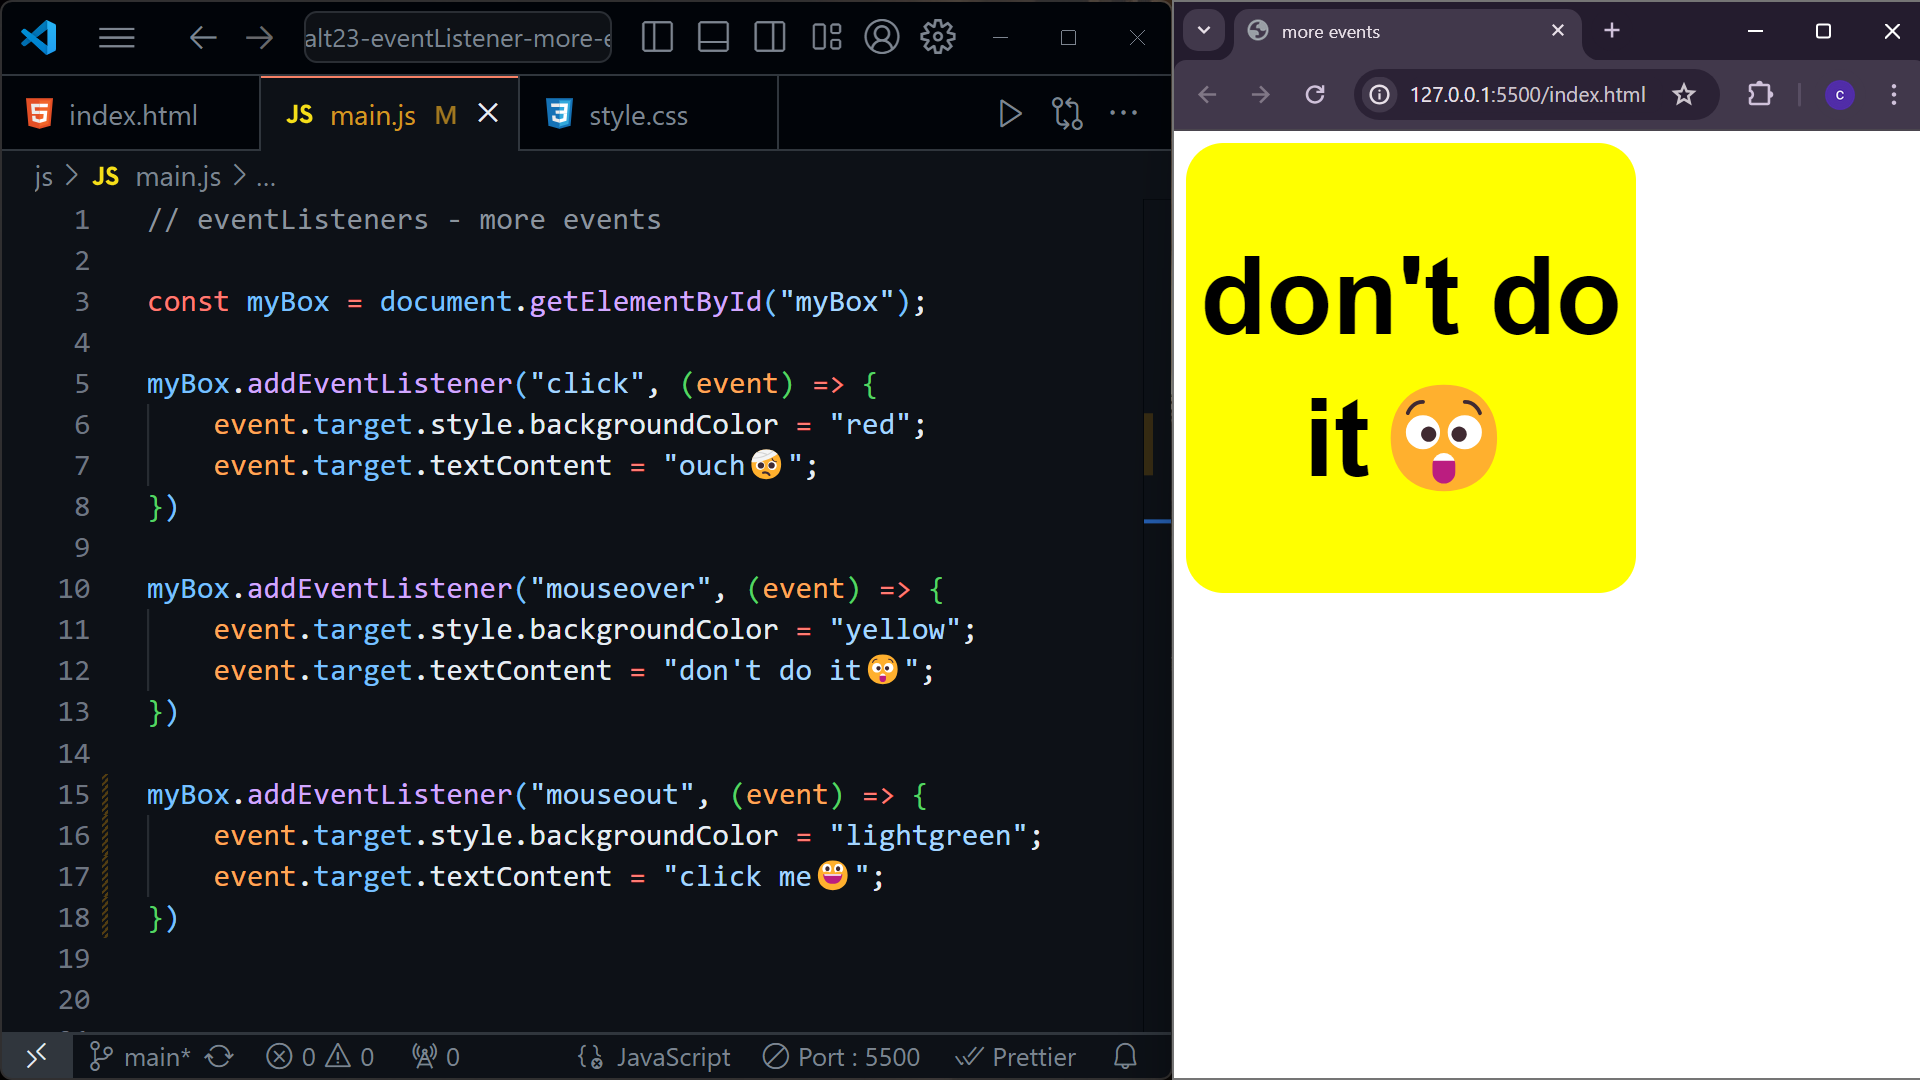 alt23-eventListener-more-e
index.html
JS main.js M
style.css
js > JS main.js > ...
1 // eventListeners - more events
2
3 const myBox = document.getElementById("myBox");
4
5 myBox.addEventListener("click", (event) => {
6 event.target.style.backgroundColor = "red";
7 event.target.textContent = "ouch🤕";
8 })
9
10 myBox.addEventListener("mouseover", (event) => {
11 event.target.style.backgroundColor = "yellow";
12 event.target.textContent = "don't do it😲";
13 })
14
15 myBox.addEventListener("mouseout", (event) => {
16 event.target.style.backgroundColor = "lightgreen";
17 event.target.textContent = "click me😀";
18 })
19
20
main* 0 0 0 JavaScript Port : 5500 Prettier
more events
127.0.0.1:5500/index.html
c
don't do
it 😲